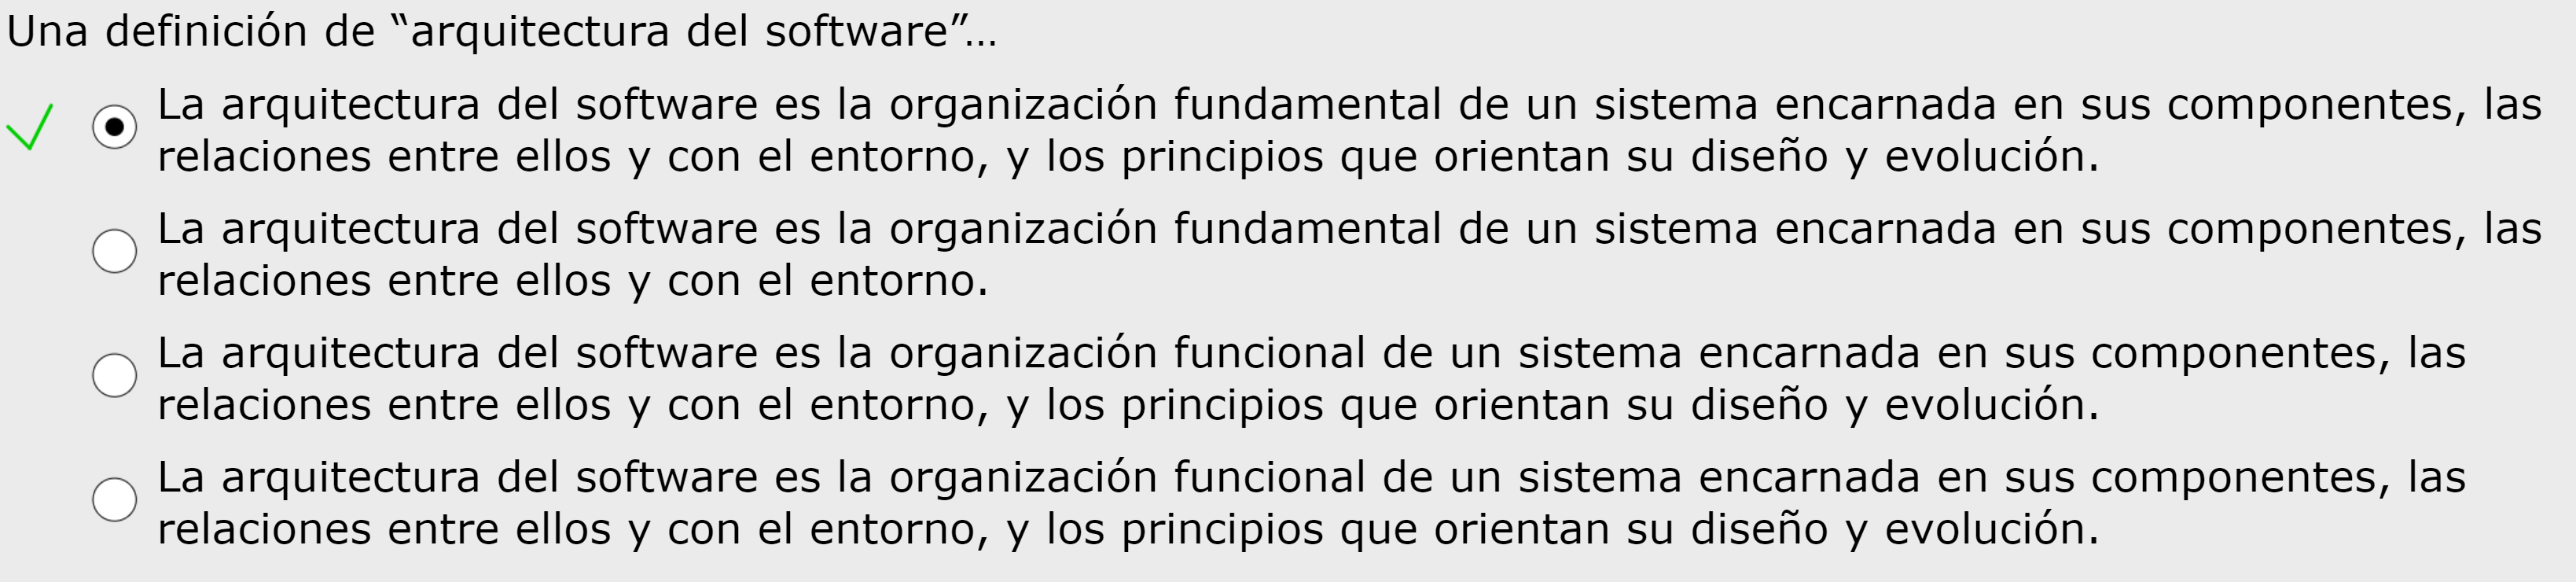 Una definición de “arquitectura del software”…
La arquitectura del software es la organización fundamental de un sistema encarnada en sus componentes, las
relaciones entre ellos y con el entorno, y los principios que orientan su diseño y evolución.
La arquitectura del software es la organización fundamental de un sistema encarnada en sus componentes, las
relaciones entre ellos y con el entorno.
La arquitectura del software es la organización funcional de un sistema encarnada en sus componentes, las
relaciones entre ellos y con el entorno, y los principios que orientan su diseño y evolución.
La arquitectura del software es la organización funcional de un sistema encarnada en sus componentes, las
relaciones entre ellos y con el entorno, y los principios que orientan su diseño y evolución.